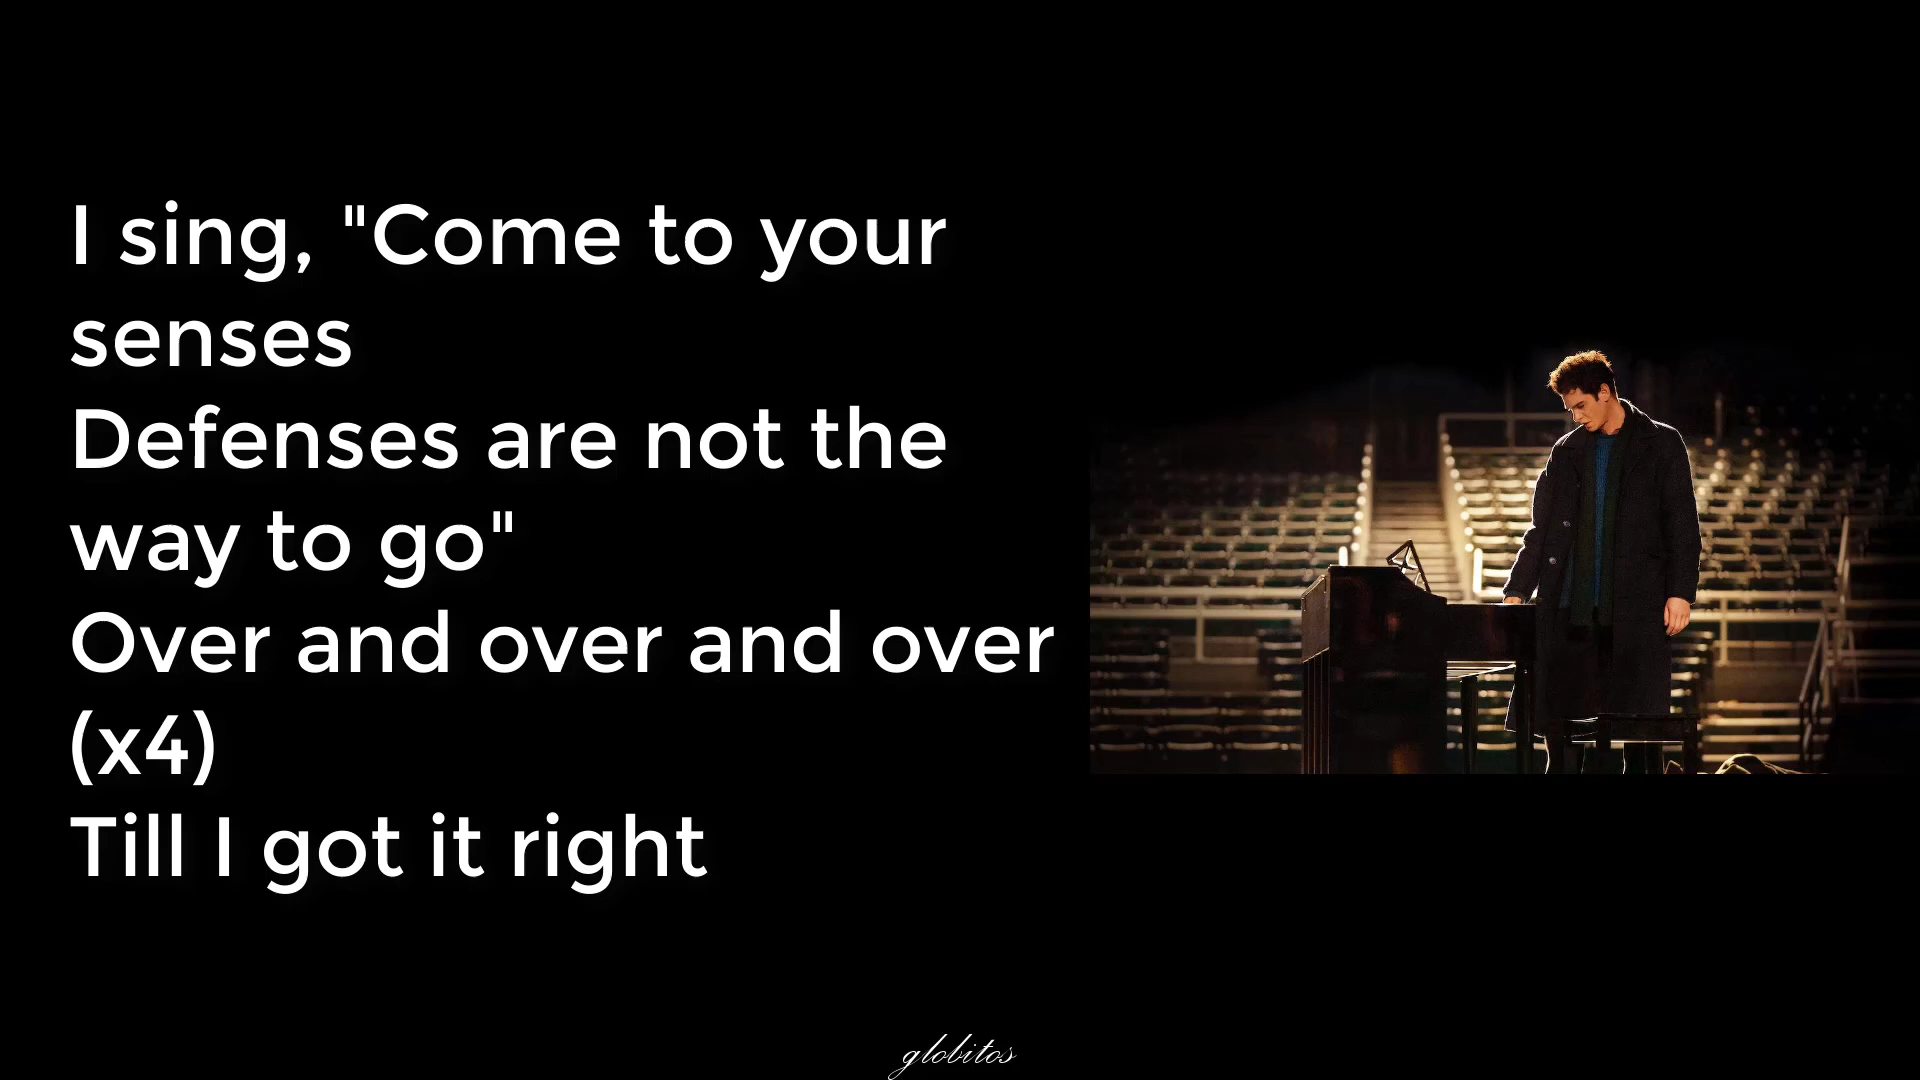 I sing, "Come to your
senses
Defenses are not the
way to go"
Over and over and over
(x4)
Till I got it right
globitos